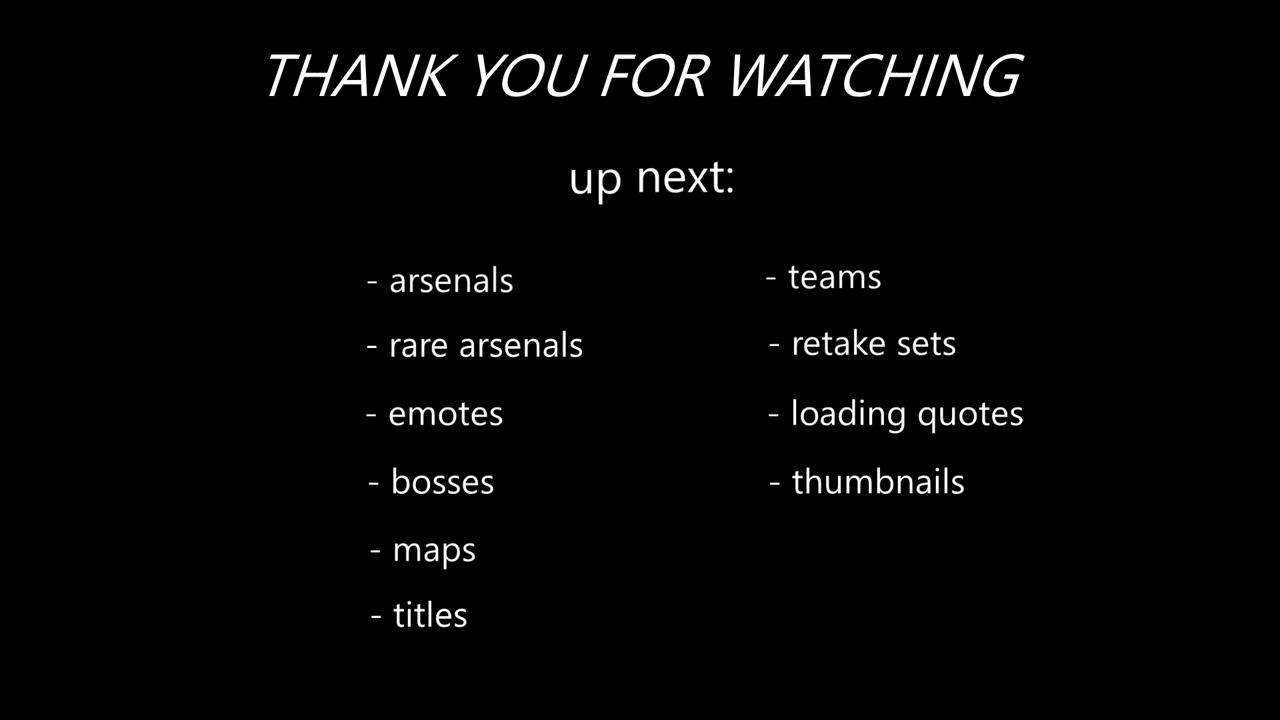 THANK YOU FOR WATCHING
up next:
- arsenals
- rare arsenals
- emotes
- bosses
- maps
- titles
- teams
- retake sets
- loading quotes
- thumbnails